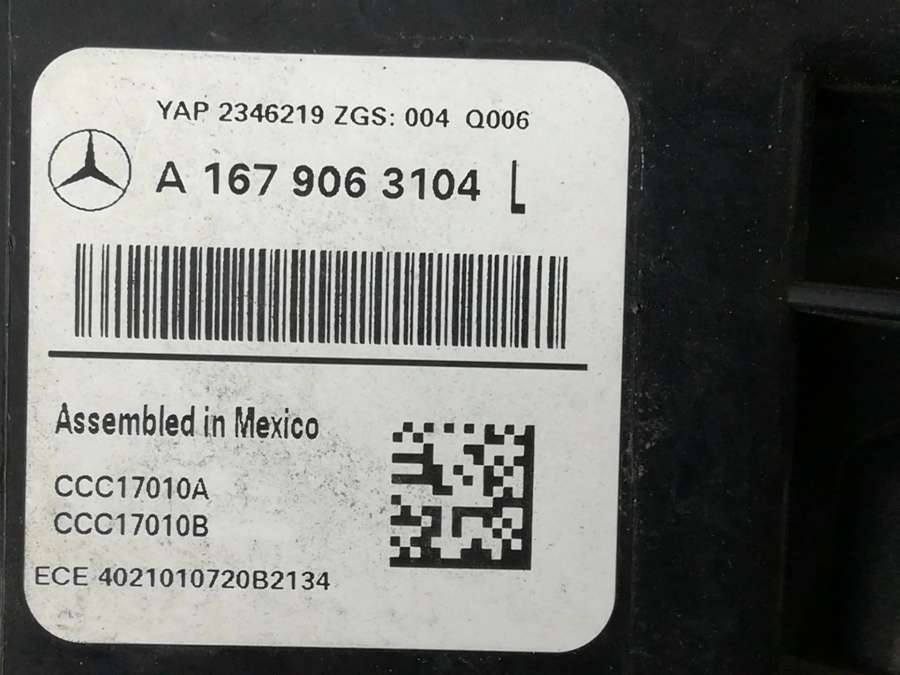 YAP 2346219 ZGS: 004 Q006
A 167 906 3104 L
Assembled in Mexico
CCC17010A
CCC17010B
ECE 4021010720B2134